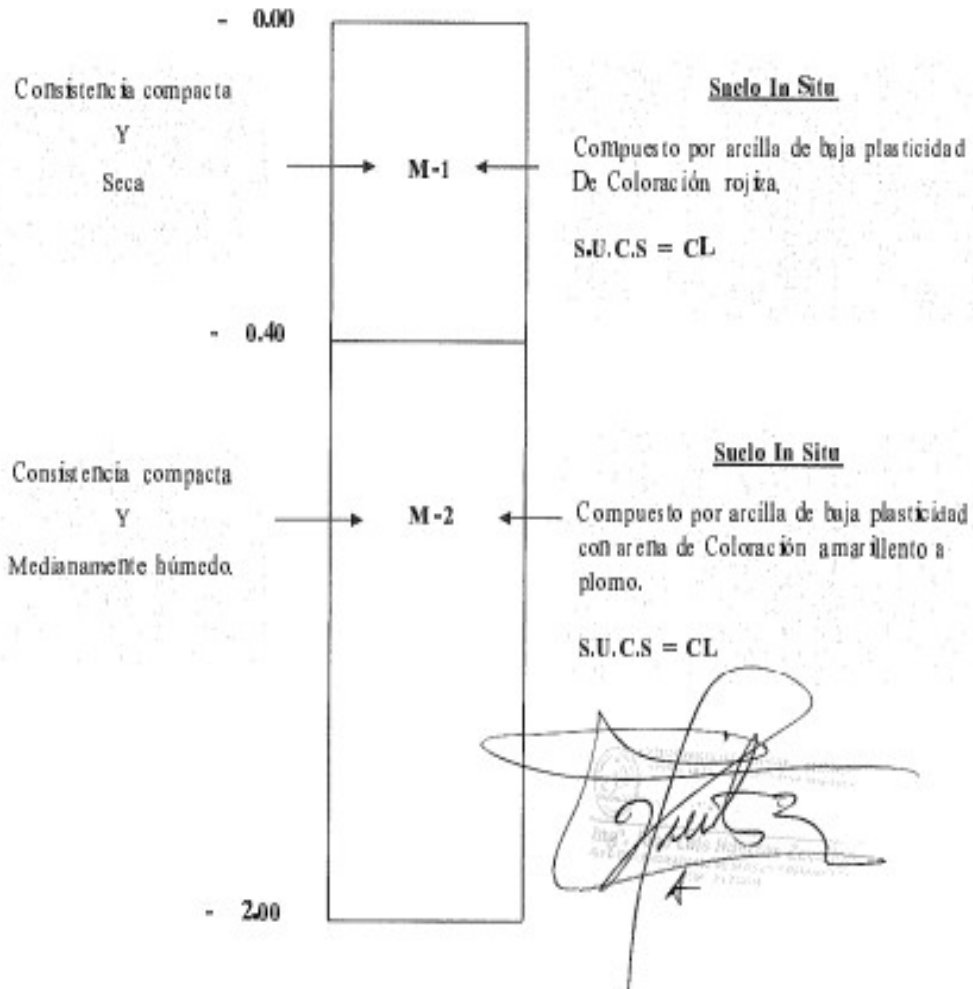 - 0.00
Consistencia compacta
Y
Seca
M-1
Suelo In Situ
Compuesto por arcilla de baja plasticidad
De Coloración rojiza,
S.U.C.S = CL
- 0.40
Consistencia compacta
Y
Medianamente húmedo.
M-2
Suelo In Situ
Compuesto por arcilla de baja plasticidad
con arena de Coloración amarillento a
plomo.
S.U.C.S = CL
Ing°.
- 2.00